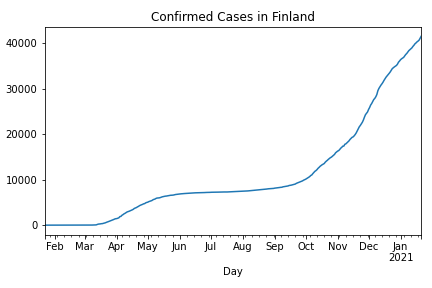 Confirmed Cases in Finland
40000
30000
20000
10000
0
Feb Mar Apr May Jun Jul Aug Sep Oct Nov Dec Jan
2021
Day